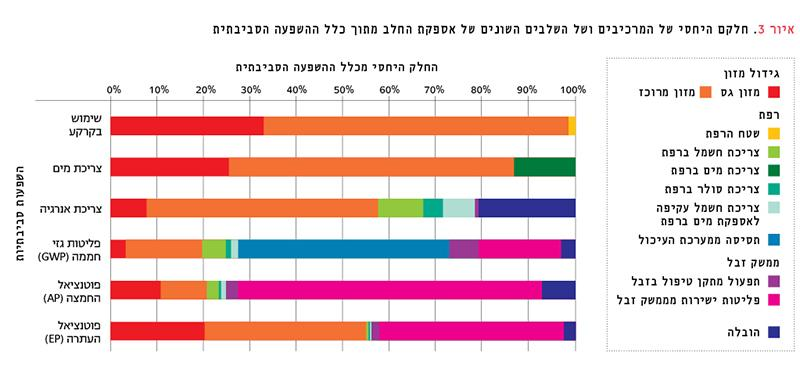 איור 3. חלקם היחסי של המרכיבים ושל השלבים השונים של אספקת החלב מתוך כלל ההשפעה הסביבתית
החלק היחסי מכלל ההשפעה הסביבתית
0% 10% 20% 30% 40% 50% 60% 70% 80% 90% 100%
השפעות סביבתיות
שימוש
בקרקע
צריכת מים
צריכת אנרגיה
פליטות גזי
חממה (GWP)
פוטנציאל
החמצה (AP)
פוטנציאל
העתרה (EP)
גידול מזון
מזון גס מזון מרוכז
רפת
שטח הרפת
צריכת חשמל ברפת
צריכת מים ברפת
צריכת סולר ברפת
צריכת חשמל עקיפה
לאספקת מים ברפת
תסיסה ממערכת העיכול
ממשק זבל
תפעול מתקן טיפול בזבל
פליטות ישירות מממשק זבל
הובלה